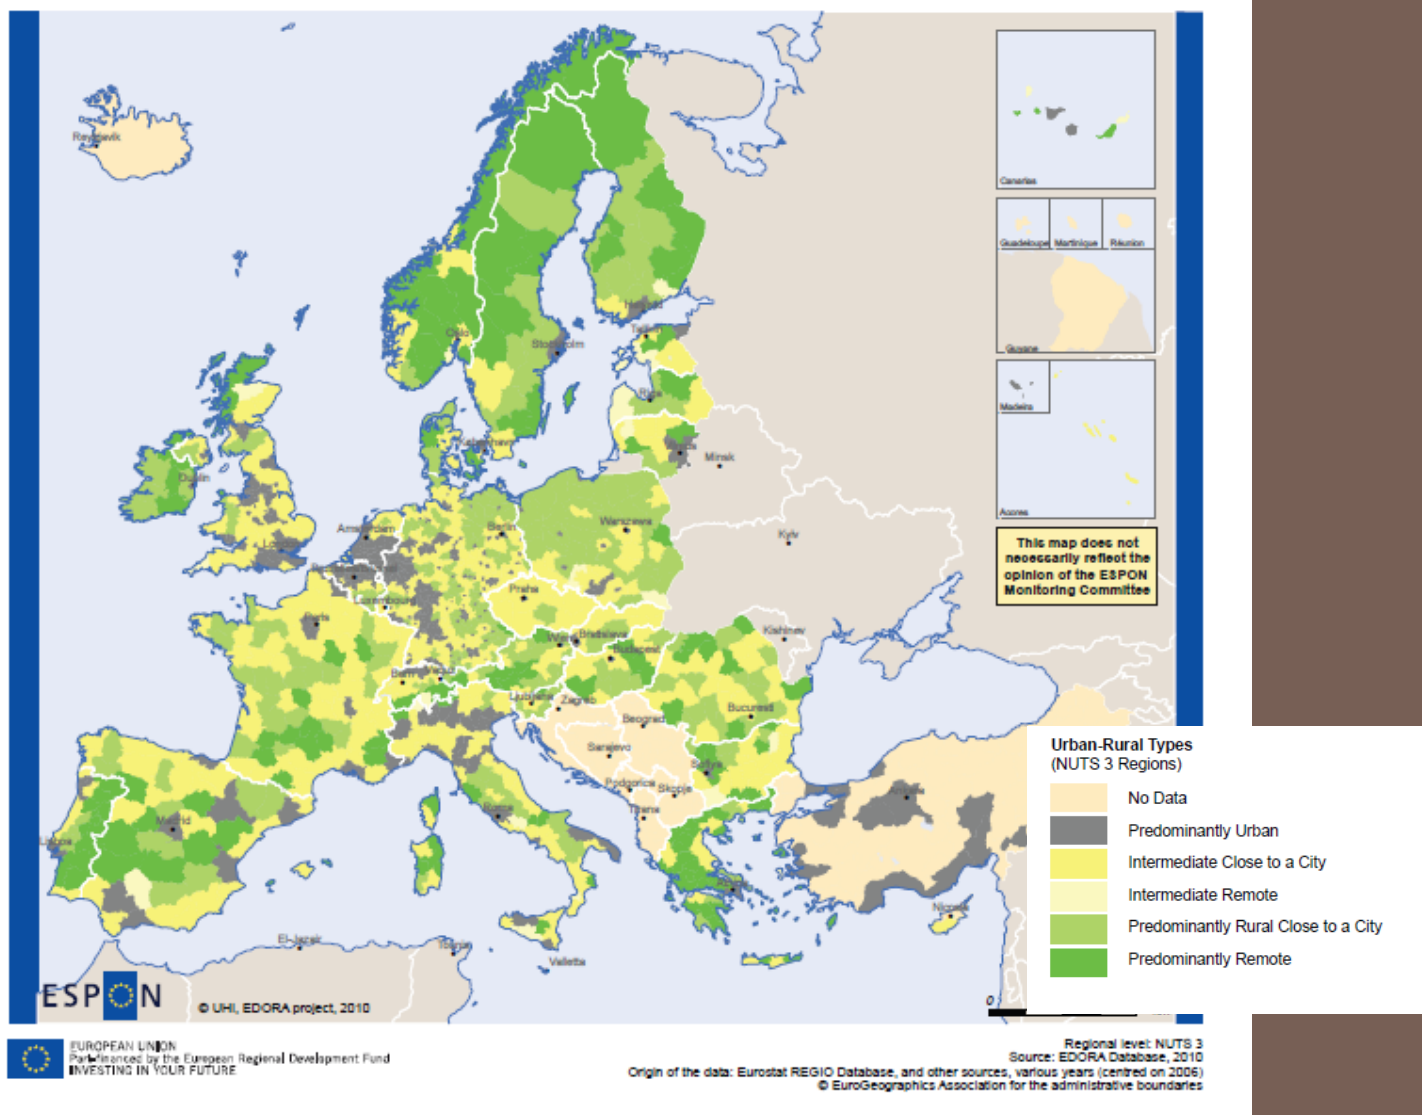 Reykjavik
Canarias
Guadeloupe Martinique Réunion
Guyane
Madeira
Acores
Oslo
Stockholm
Riga
Minsk
Dublin
London
Amsterdam
Berlin
Warszawa
Kyiv
This map does not
necessarily reflect the
opinion of the ESPON
Monitoring Committee
Luxembourg
Praha
Paris
Wien
Bratislava
Kishinev
Budapest
Bern
Ljubljana
Zagreb
Beograd
Bucuresti
Sarajevo
Sofiya
Podgorica
Skopje
Tirana
Roma
Madrid
Lisboa
Ankara
Nicosia
El-Jazair
Valletta
Urban-Rural Types
(NUTS 3 Regions)
No Data
Predominantly Urban
Intermediate Close to a City
Intermediate Remote
Predominantly Rural Close to a City
Predominantly Remote
0
ESPON
© UHI, EDORA project, 2010
EUROPEAN UNION
Part-financed by the European Regional Development Fund
INVESTING IN YOUR FUTURE
Regional level: NUTS 3
Source: EDORA Database, 2010
Origin of the data: Eurostat REGIO Database, and other sources, various years (centred on 2006)
© EuroGeographics Association for the administrative boundaries